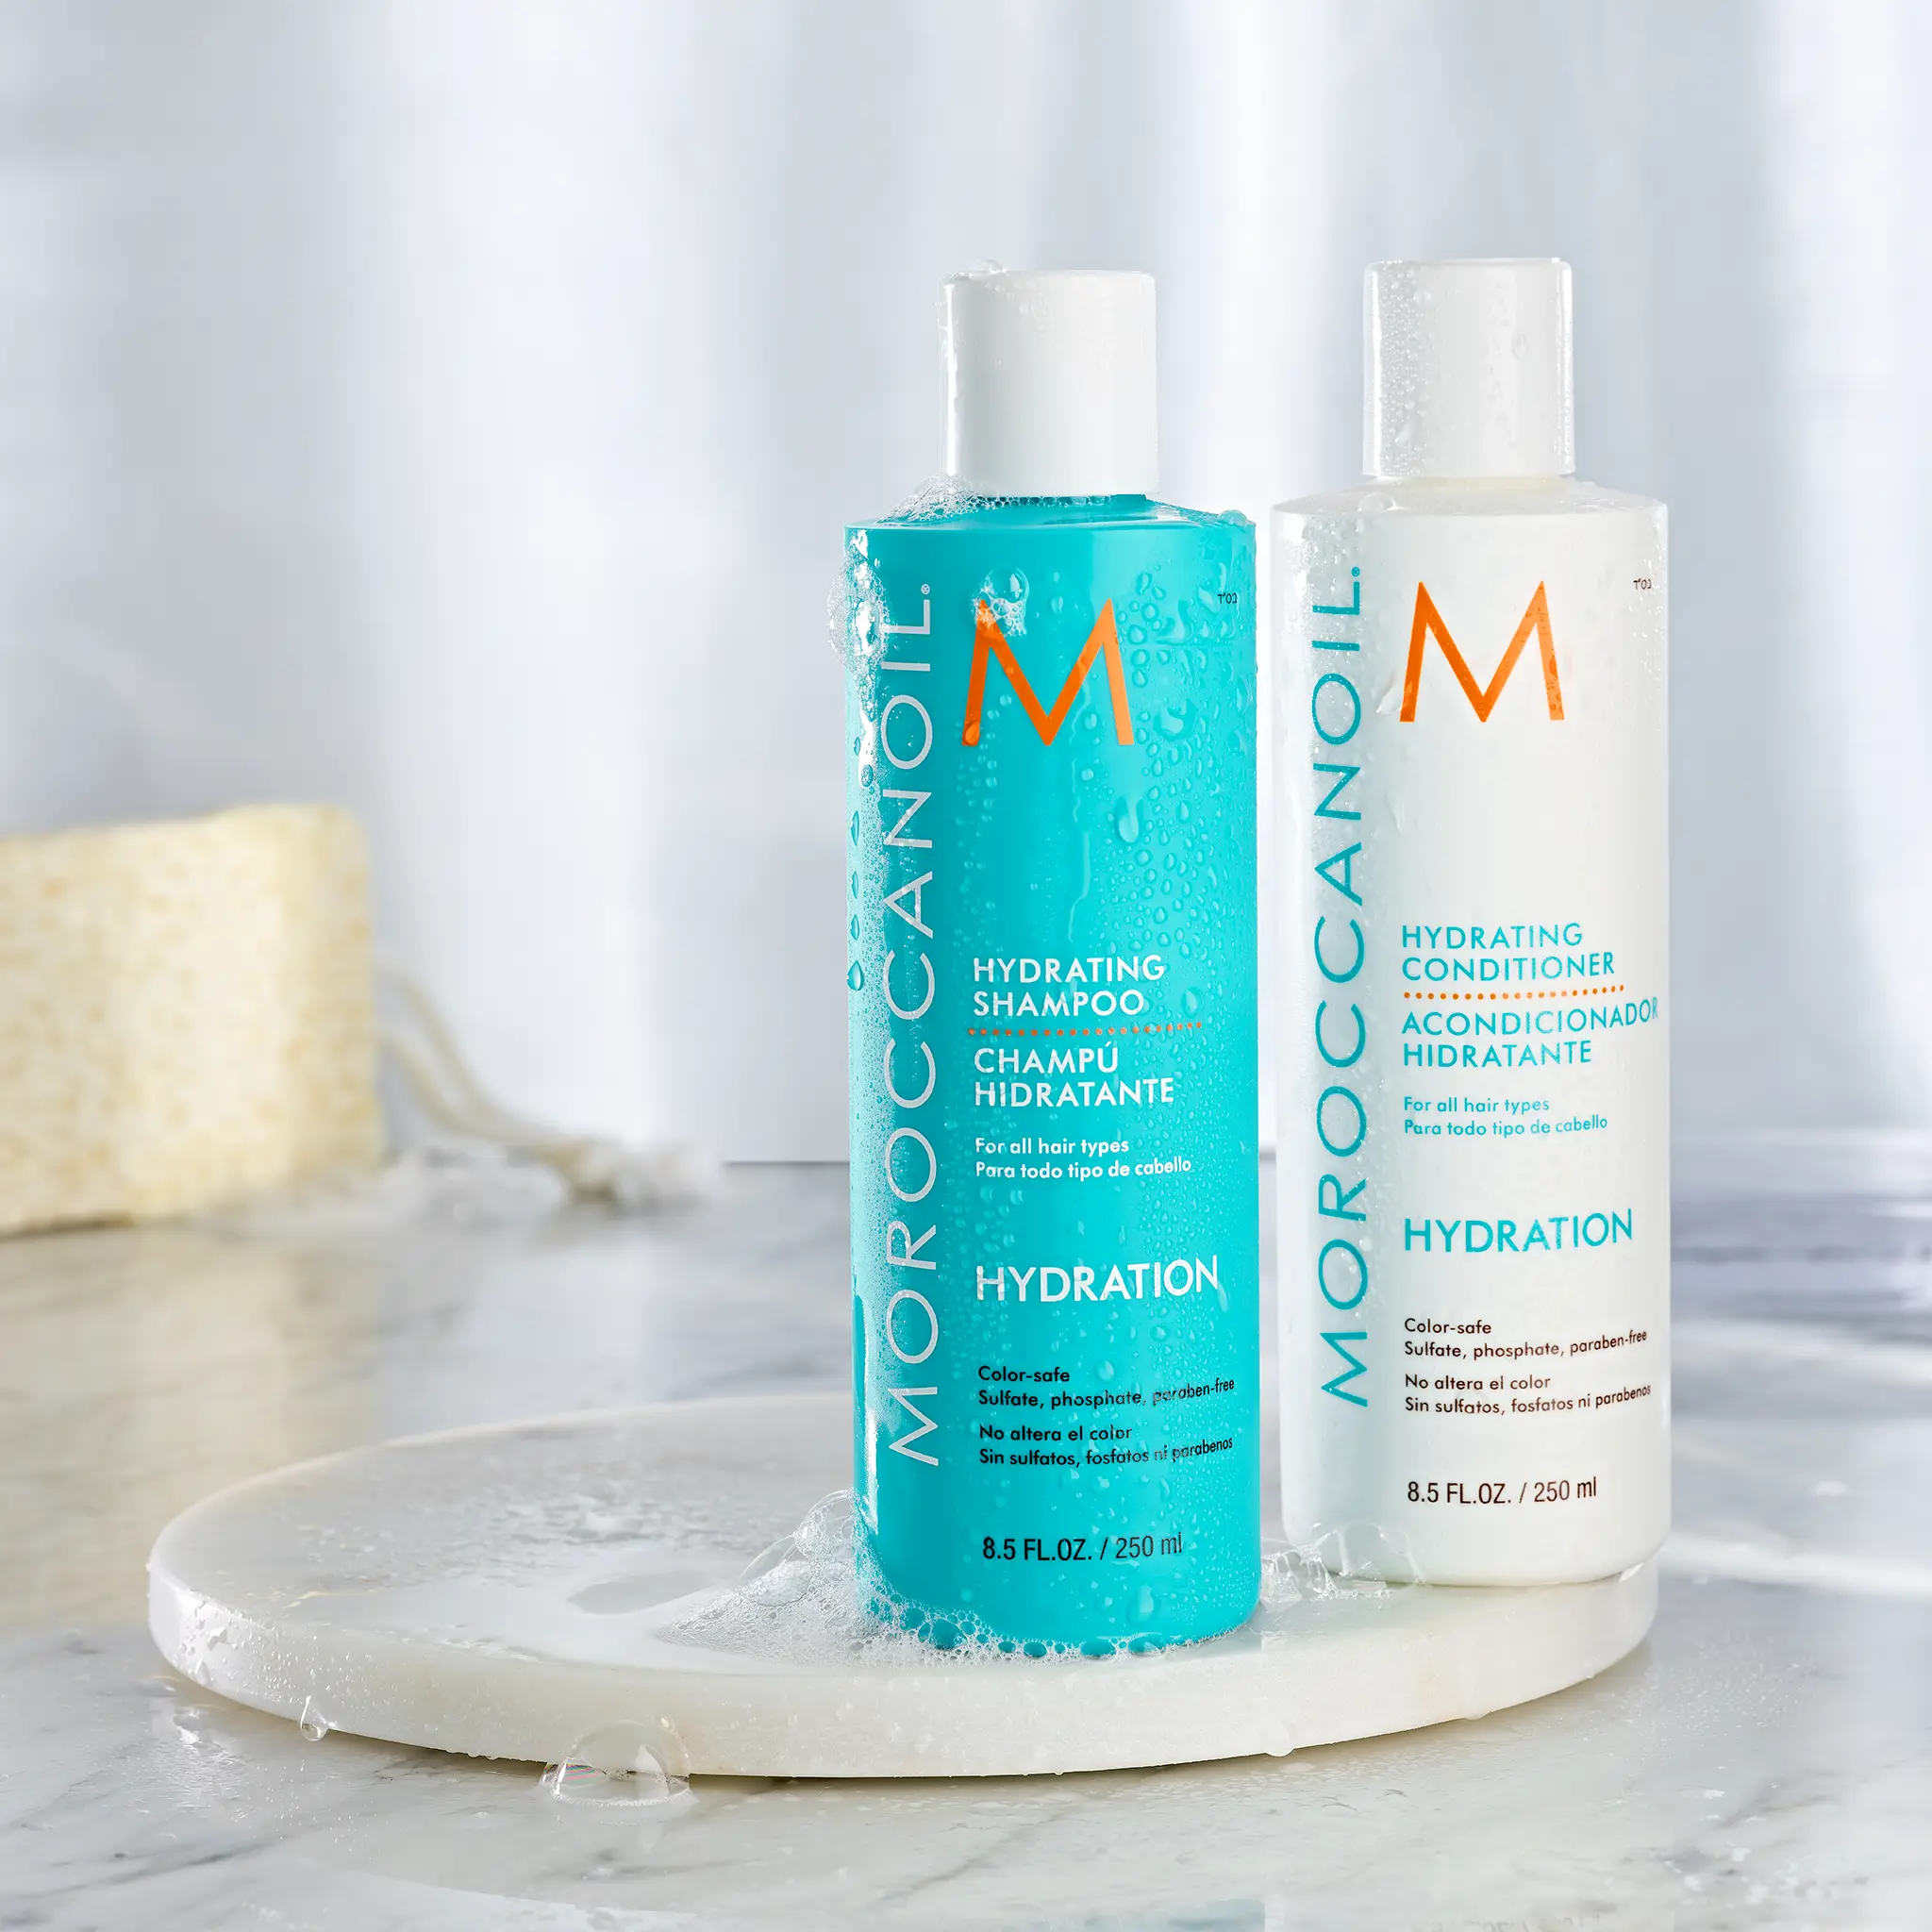 MOROCCANOIL®
M
בס"ד
HYDRATING
SHAMPOO
CHAMPÚ
HIDRATANTE
For all hair types
Para todo tipo de cabello
HYDRATION
Color-safe
Sulfate, phosphate, paraben-free
No altera el color
Sin sulfatos, fosfatos ni parabenos
8.5 FL.OZ. / 250 ml
MOROCCANOIL®
M
בס"ד
HYDRATING
CONDITIONER
ACONDICIONADOR
HIDRATANTE
For all hair types
Para todo tipo de cabello
HYDRATION
Color-safe
Sulfate, phosphate, paraben-free
No altera el color
Sin sulfatos, fosfatos ni parabenos
8.5 FL.OZ. / 250 ml